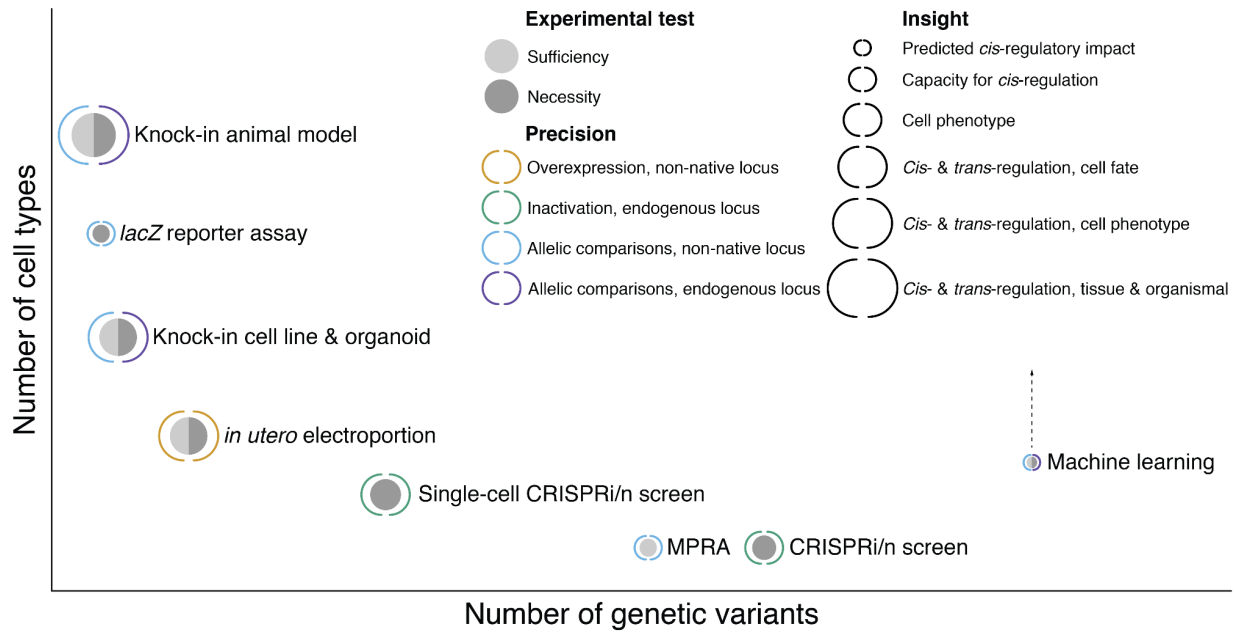 Experimental test
Sufficiency
Necessity
Precision
Overexpression, non-native locus
Inactivation, endogenous locus
Allelic comparisons, non-native locus
Allelic comparisons, endogenous locus
Insight
Predicted cis-regulatory impact
Capacity for cis-regulation
Cell phenotype
Cis- & trans-regulation, cell fate
Cis- & trans-regulation, cell phenotype
Cis- & trans-regulation, tissue & organismal
Number of cell types
Knock-in animal model
lacZ reporter assay
Knock-in cell line & organoid
in utero electroportion
Single-cell CRISPRi/n screen
MPRA
CRISPRi/n screen
Machine learning
Number of genetic variants